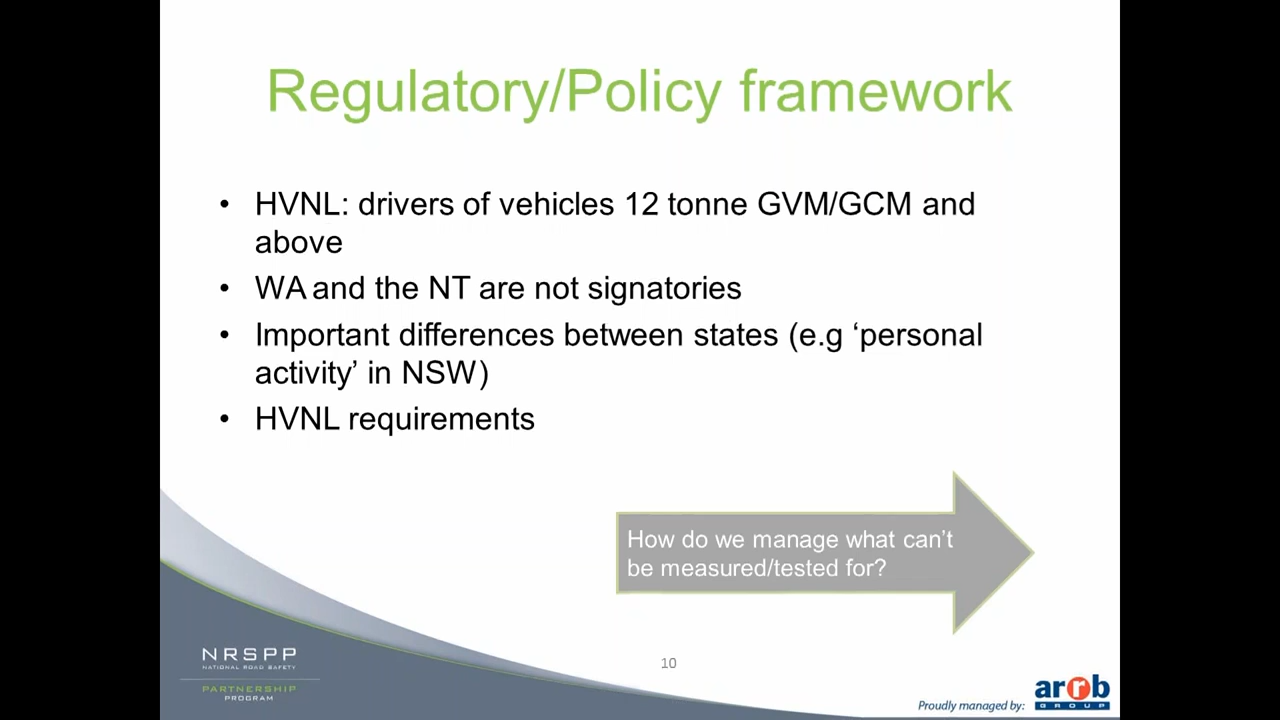 Regulatory/Policy framework
• HVNL: drivers of vehicles 12 tonne GVM/GCM and
above
• WA and the NT are not signatories
• Important differences between states (e.g ‘personal
activity’ in NSW)
• HVNL requirements
How do we manage what can’t
be measured/tested for?
NRSPP
NATIONAL ROAD SAFETY
PARTNERSHIP
PROGRAM
10
Proudly managed by:
arrb
GROUP